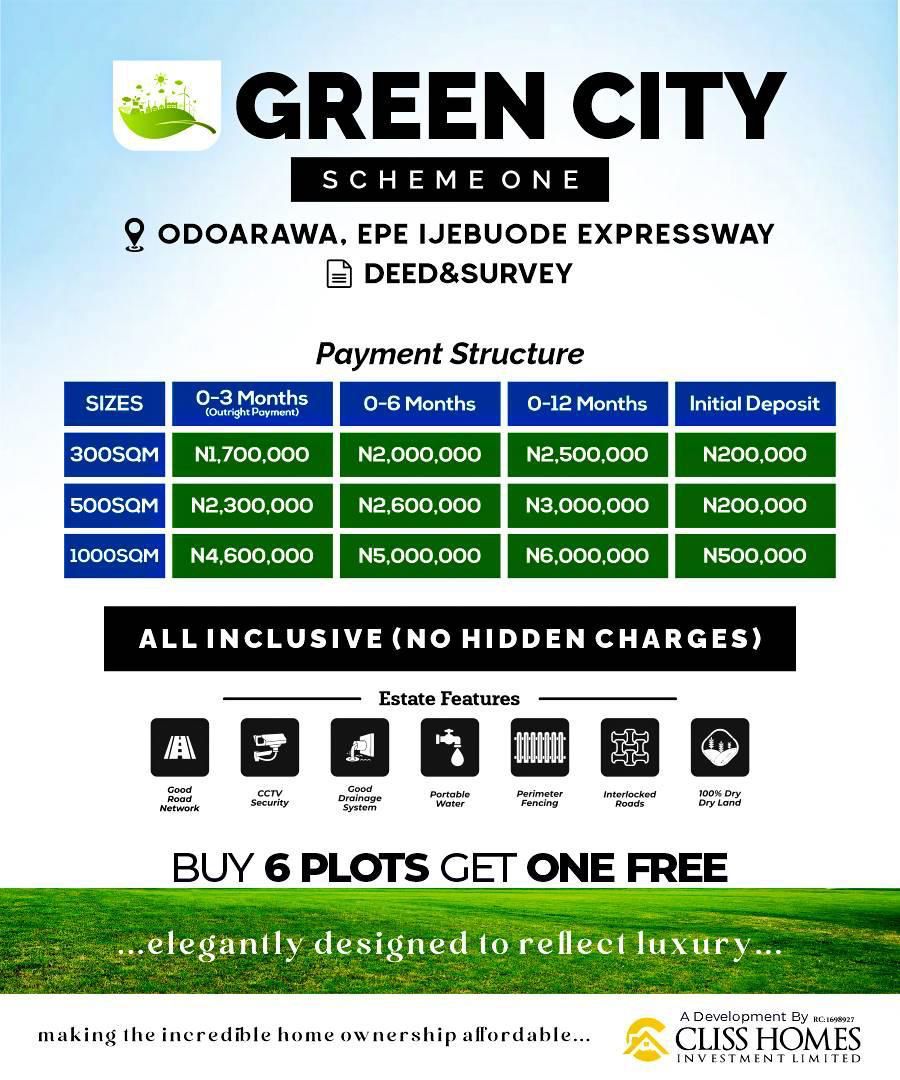 GREEN CITY
SCHEME ONE
ODOARAWA, EPE IJEBUODE EXPRESSWAY
DEED&SURVEY
Payment Structure
SIZES 0-3 Months (Outright Payment) 0-6 Months 0-12 Months Initial Deposit
300SQM N1,700,000 N2,000,000 N2,500,000 N200,000
500SQM N2,300,000 N2,600,000 N3,000,000 N200,000
1000SQM N4,600,000 N5,000,000 N6,000,000 N500,000
ALL INCLUSIVE (NO HIDDEN CHARGES)
Estate Features
Good Road Network
CCTV Security
Good Drainage System
Portable Water
Perimeter Fencing
Interlocked Roads
100% Dry Dry Land
BUY 6 PLOTS GET ONE FREE
...elegantly designed to reflect luxury...
making the incredible home ownership affordable...
A Development By RC:1698927
CLISS HOMES
INVESTMENT LIMITED